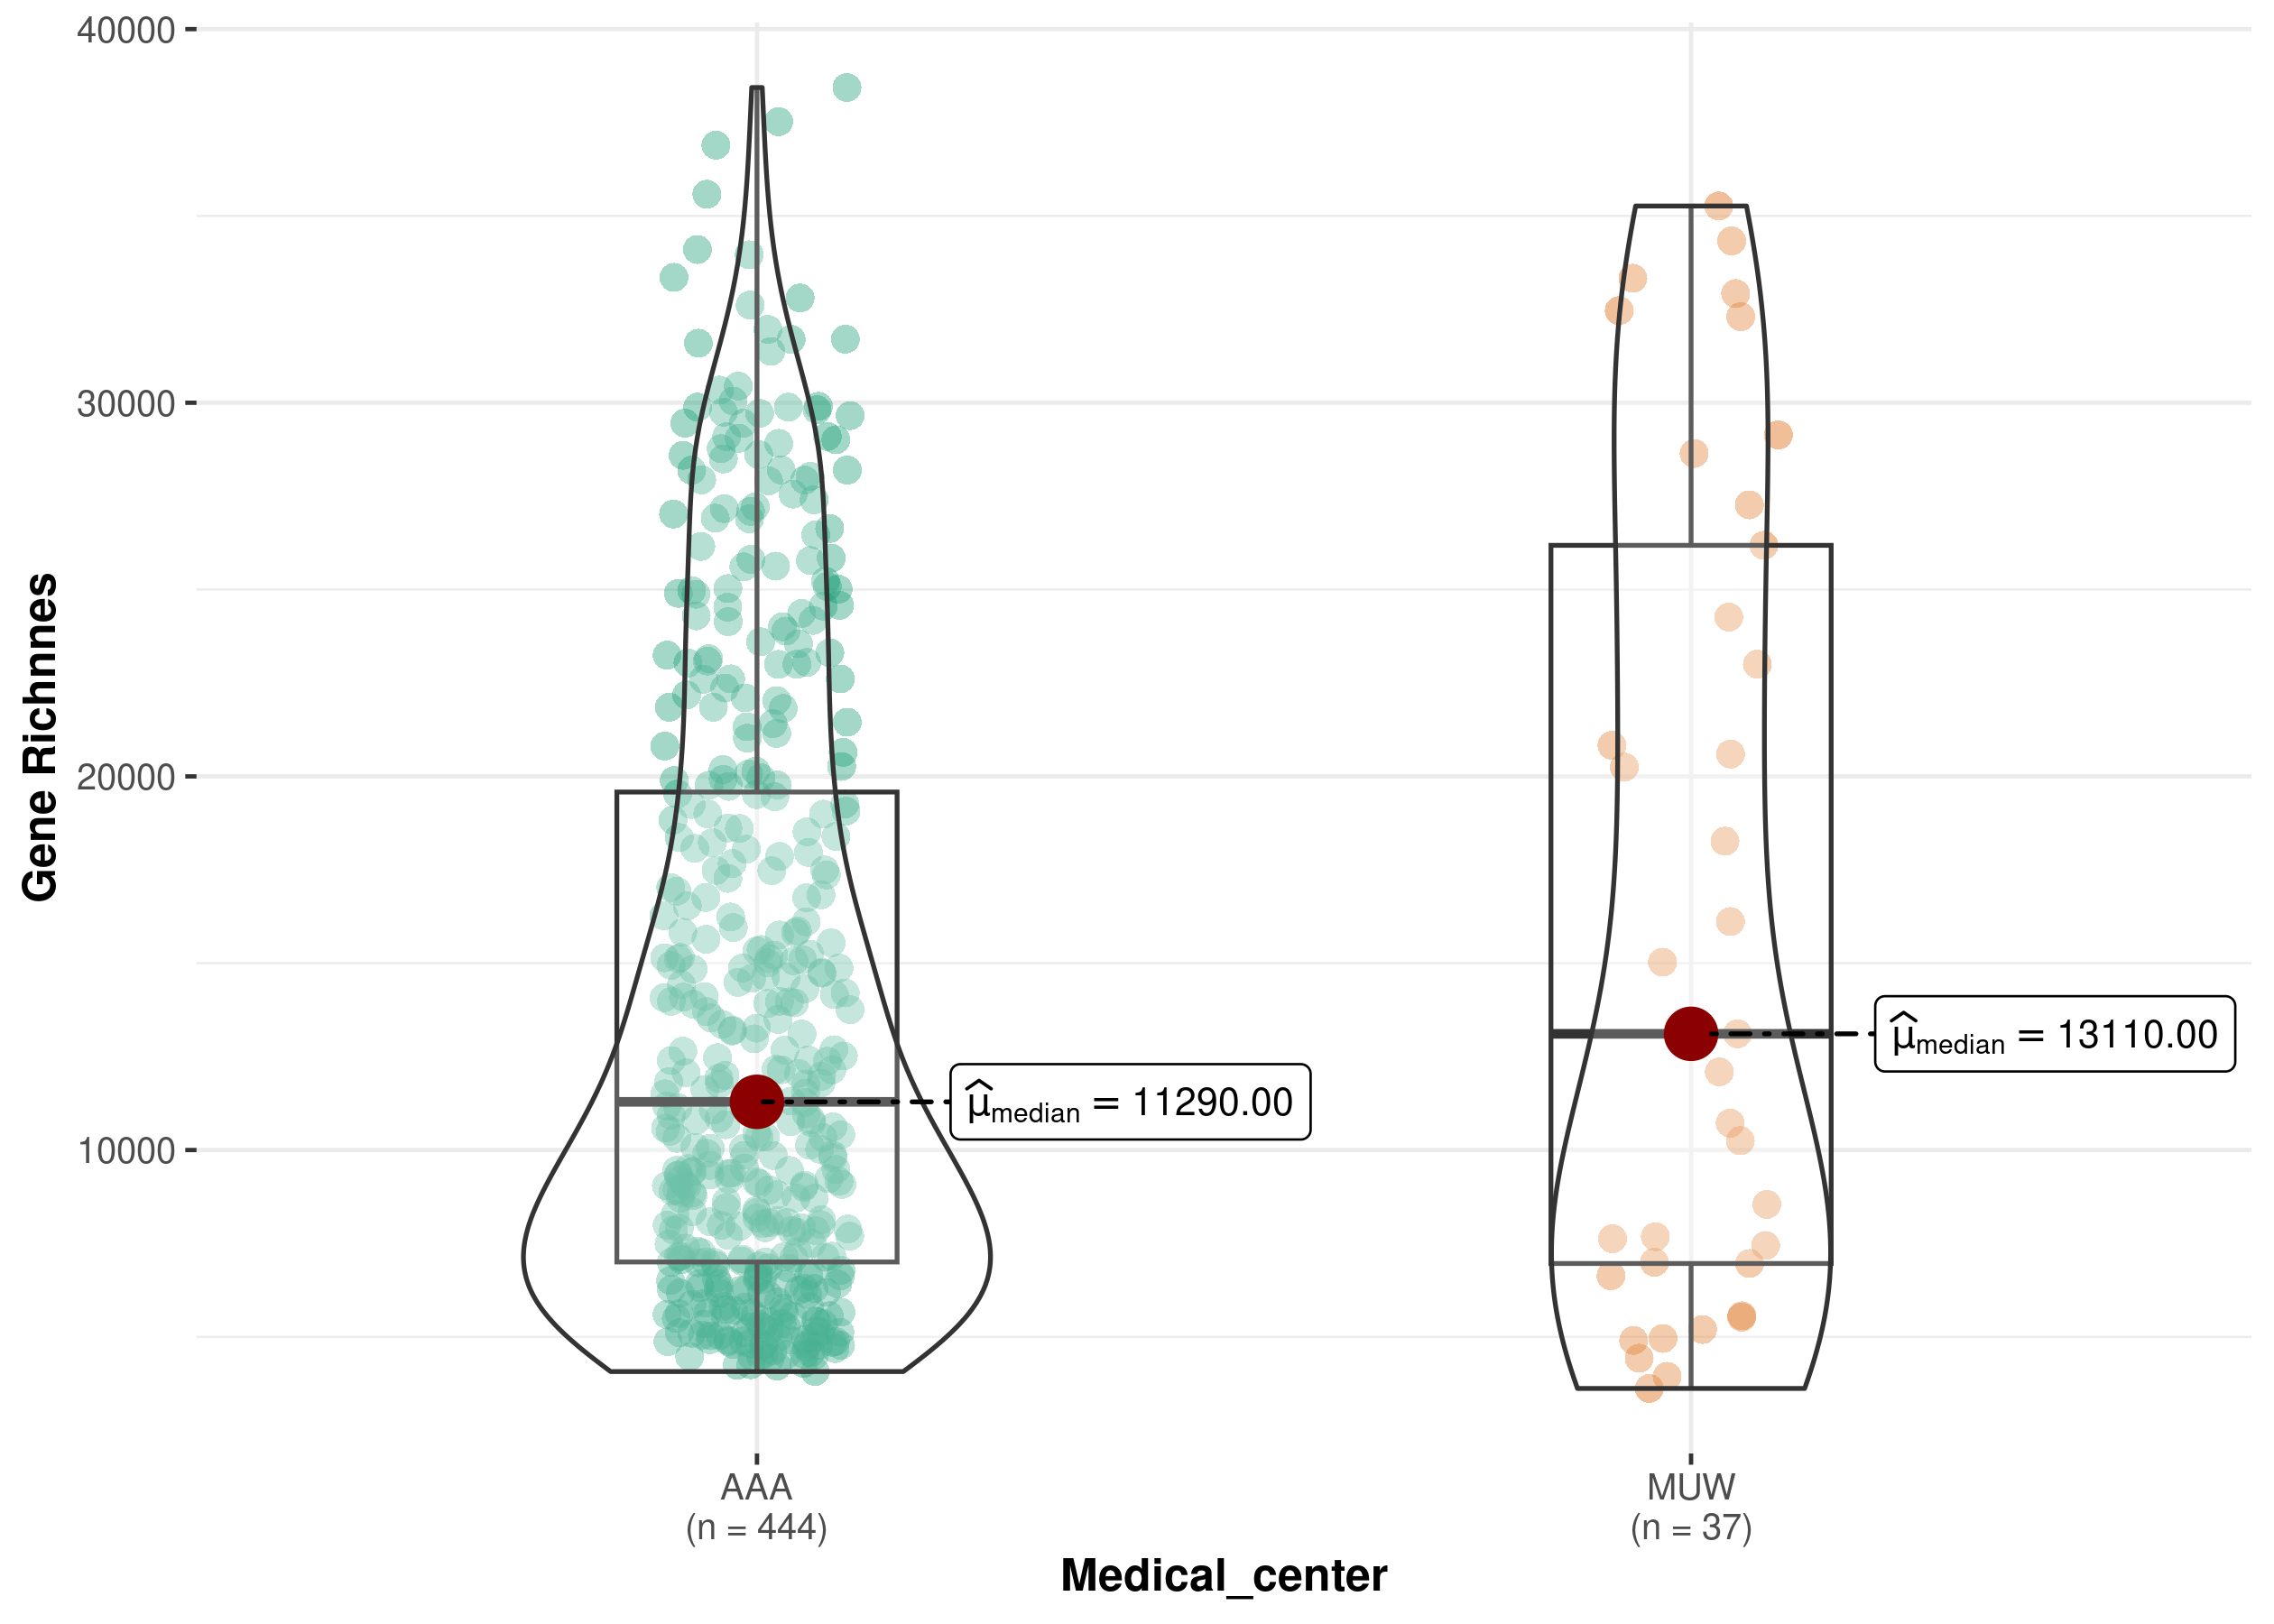 40000
30000
20000
10000
Gene Richnnes
μ̂median = 11290.00
μ̂median = 13110.00
AAA
(n = 444)
MUW
(n = 37)
Medical_center